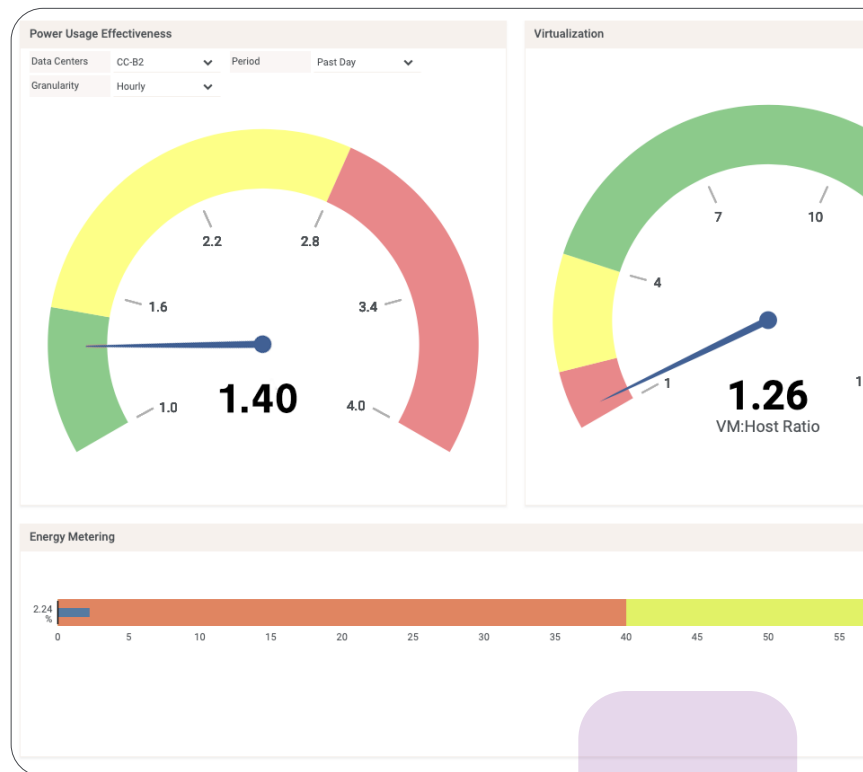 Power Usage Effectiveness
Data Centers CC-B2 Period Past Day
Granularity Hourly
2.2 2.8
1.6 3.4
1.0 4.0
1.40
Virtualization
7 10
4
1
1.26
VM:Host Ratio
Energy Metering
2.24
%
0 5 10 15 20 25 30 35 40 45 50 55